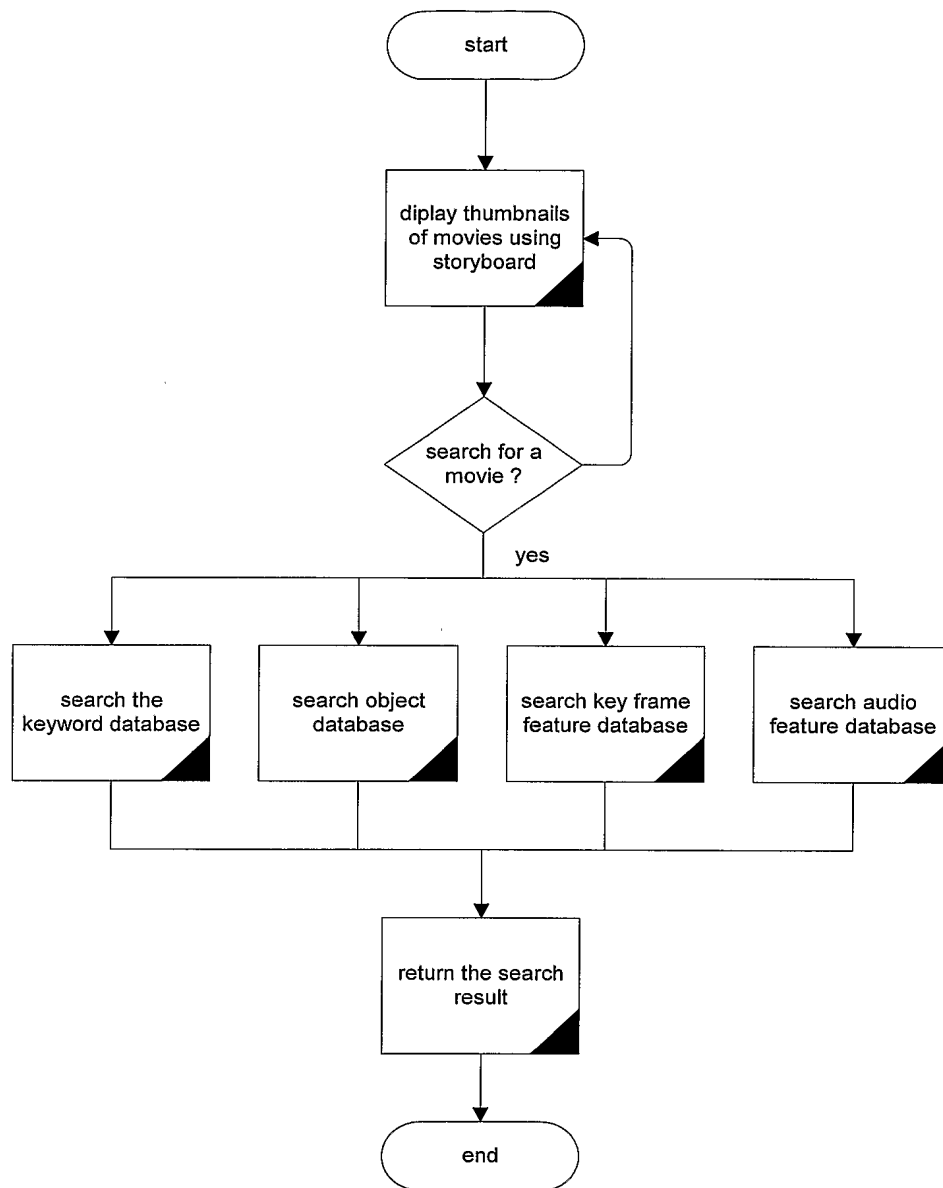 start
diplay thumbnails
of movies using
storyboard
search for a
movie ?
yes
search the
keyword database
search object
database
search key frame
feature database
search audio
feature database
return the search
result
end